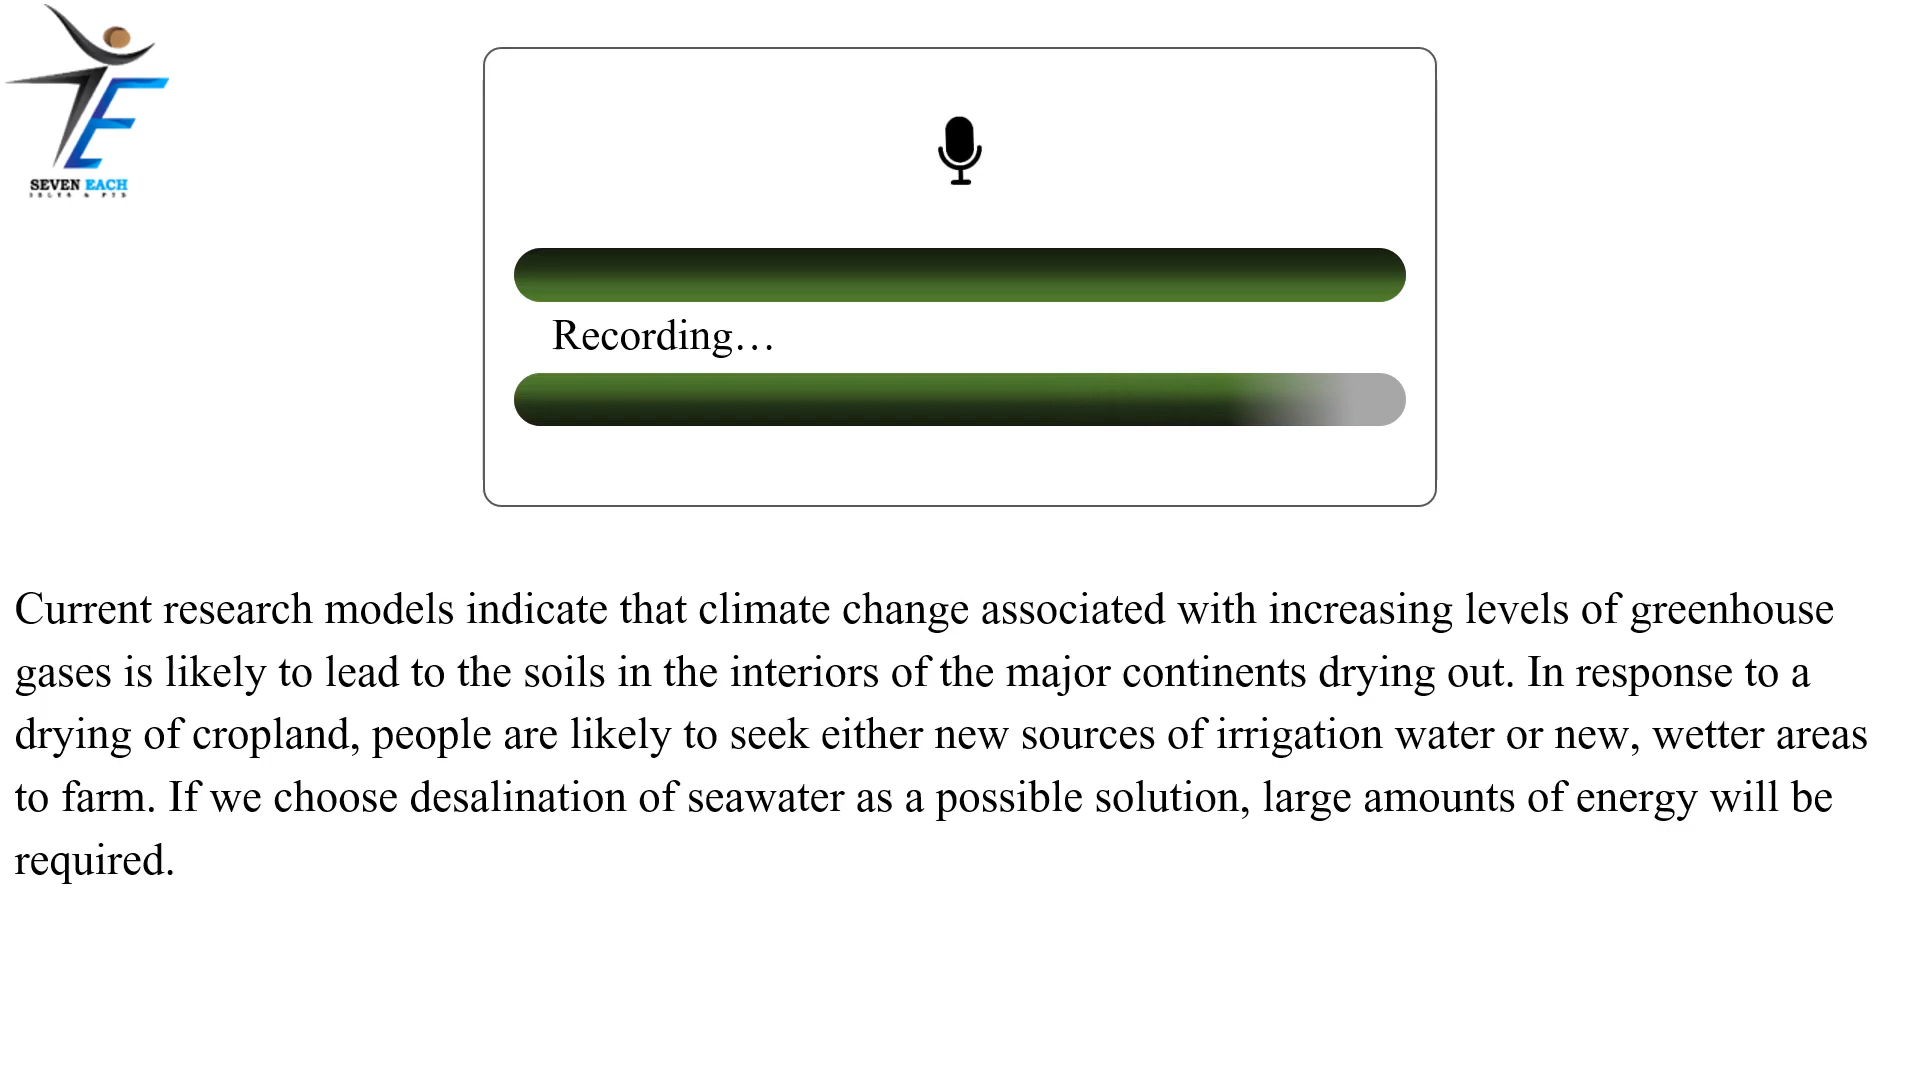 SEVEN EACH
Recording…
Current research models indicate that climate change associated with increasing levels of greenhouse
gases is likely to lead to the soils in the interiors of the major continents drying out. In response to a
drying of cropland, people are likely to seek either new sources of irrigation water or new, wetter areas
to farm. If we choose desalination of seawater as a possible solution, large amounts of energy will be
required.